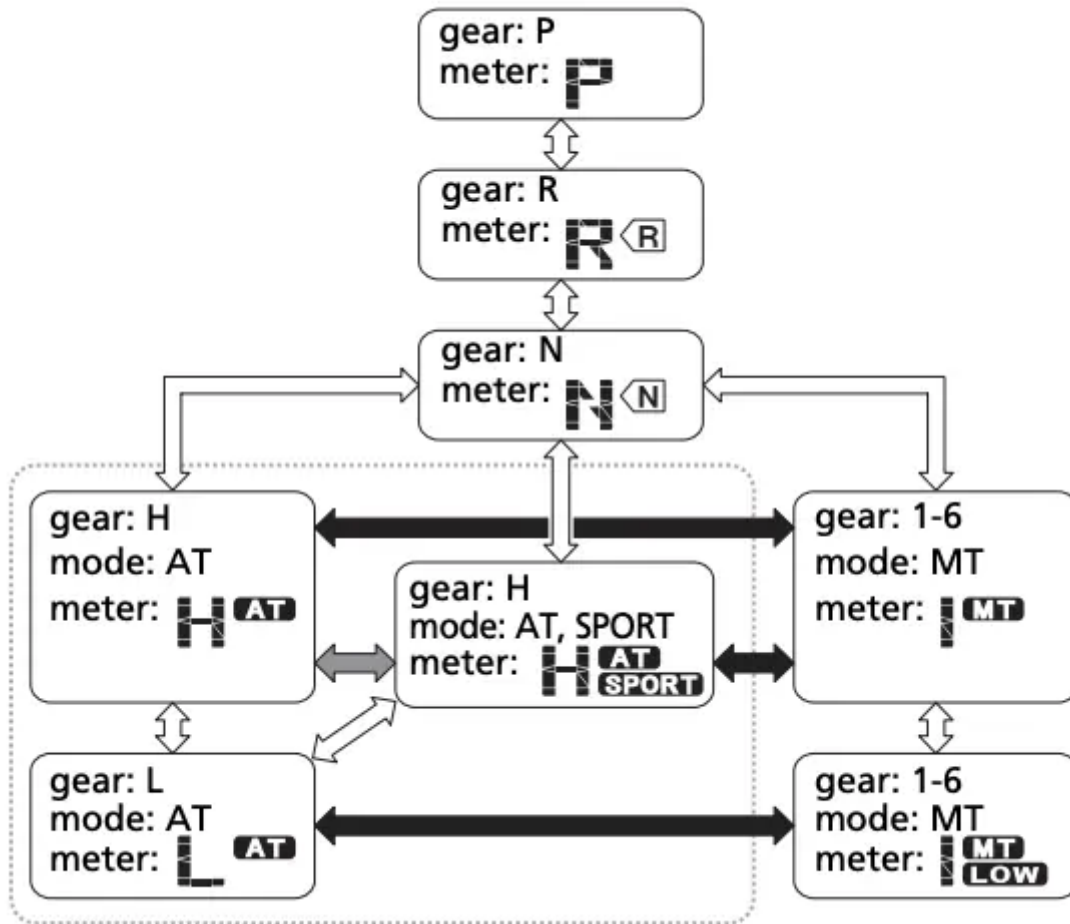 gear: P
meter: P
gear: R
meter: R R
gear: N
meter: N N
gear: H
mode: AT
meter: H AT
gear: H
mode: AT, SPORT
meter: H AT
SPORT
gear: 1-6
mode: MT
meter: 1 MT
gear: L
mode: AT
meter: L AT
gear: 1-6
mode: MT
meter: 1 MT
LOW